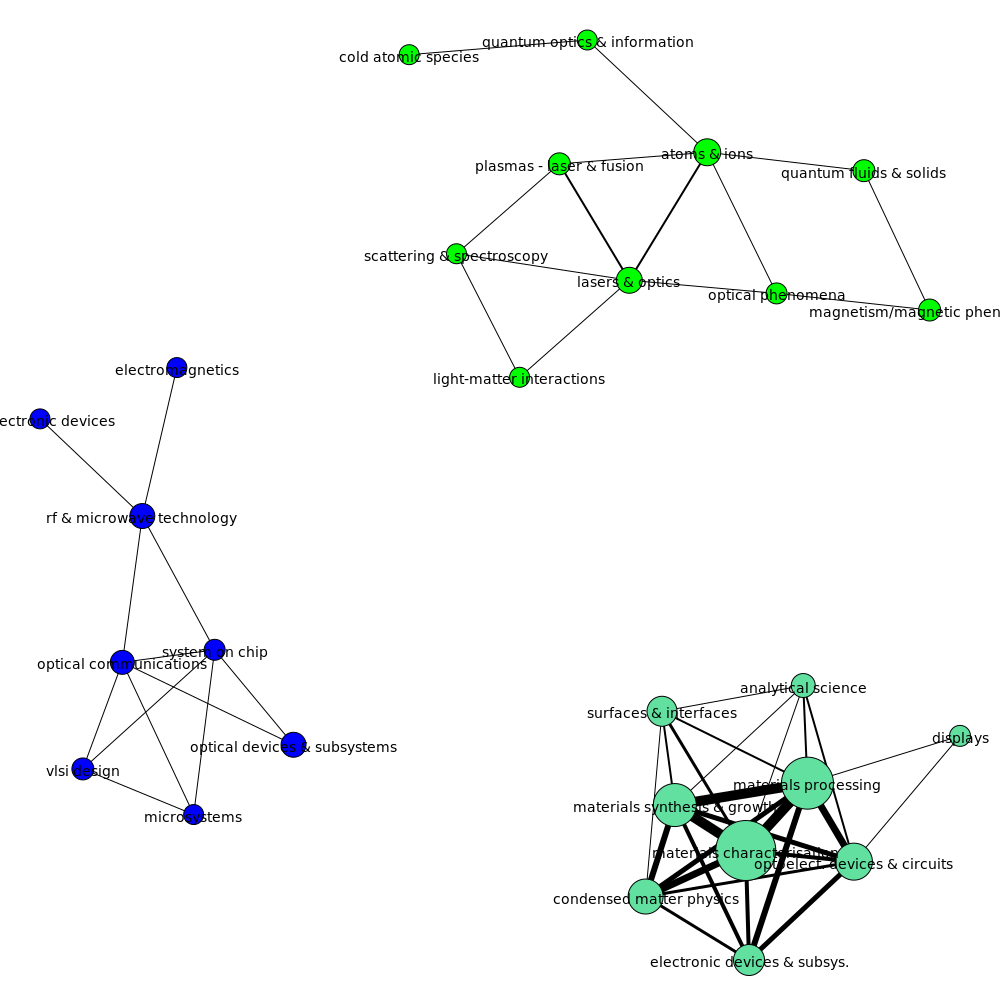 quantum optics & information
cold atomic species
atoms & ions
plasmas - laser & fusion
quantum fluids & solids
scattering & spectroscopy
lasers & optics
optical phenomena
magnetism/magnetic phen
light-matter interactions
electromagnetics
ectronic devices
rf & microwave technology
system on chip
optical communications
optical devices & subsystems
vlsi design
microsystems
analytical science
surfaces & interfaces
displays
materials processing
materials synthesis & growth
materials characterisation
optoelect. devices & circuits
condensed matter physics
electronic devices & subsys.